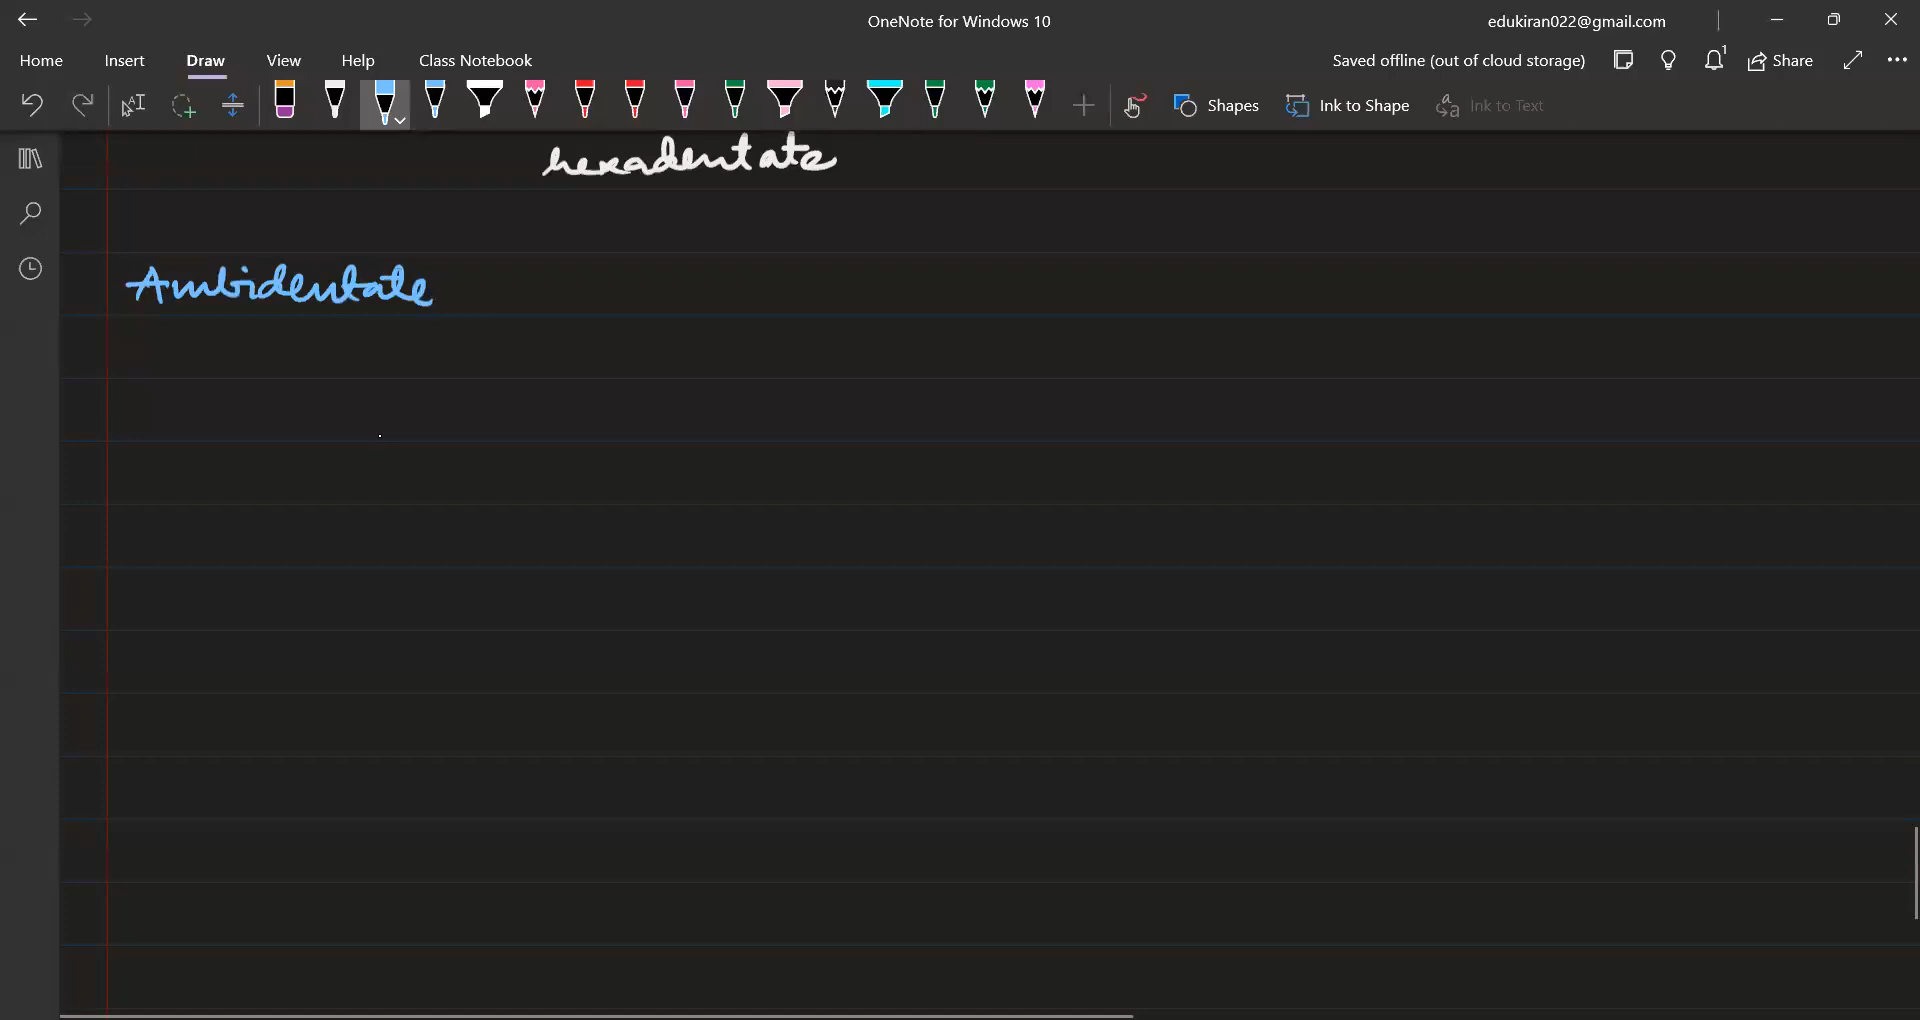 OneNote for Windows 10
edukiran022@gmail.com
Home Insert Draw View Help Class Notebook
Saved offline (out of cloud storage) 1 Share
Shapes Ink to Shape Ink to Text
hexadentate
Ambidentate